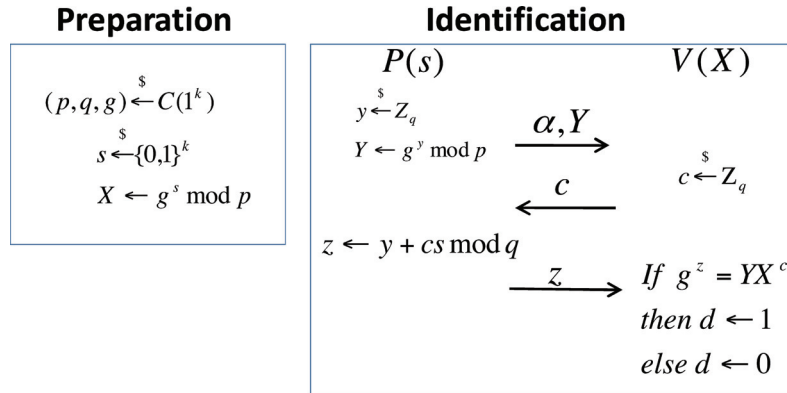 Preparation
(p,q,g) $← C(1^k)
s $← {0,1}^k
X ← g^s mod p
Identification
P(s) V(X)
y $← Z_q
Y ← g^y mod p
α,Y
c $← Z_q
c
z ← y + cs mod q
z
If g^z = YX^c
then d ← 1
else d ← 0